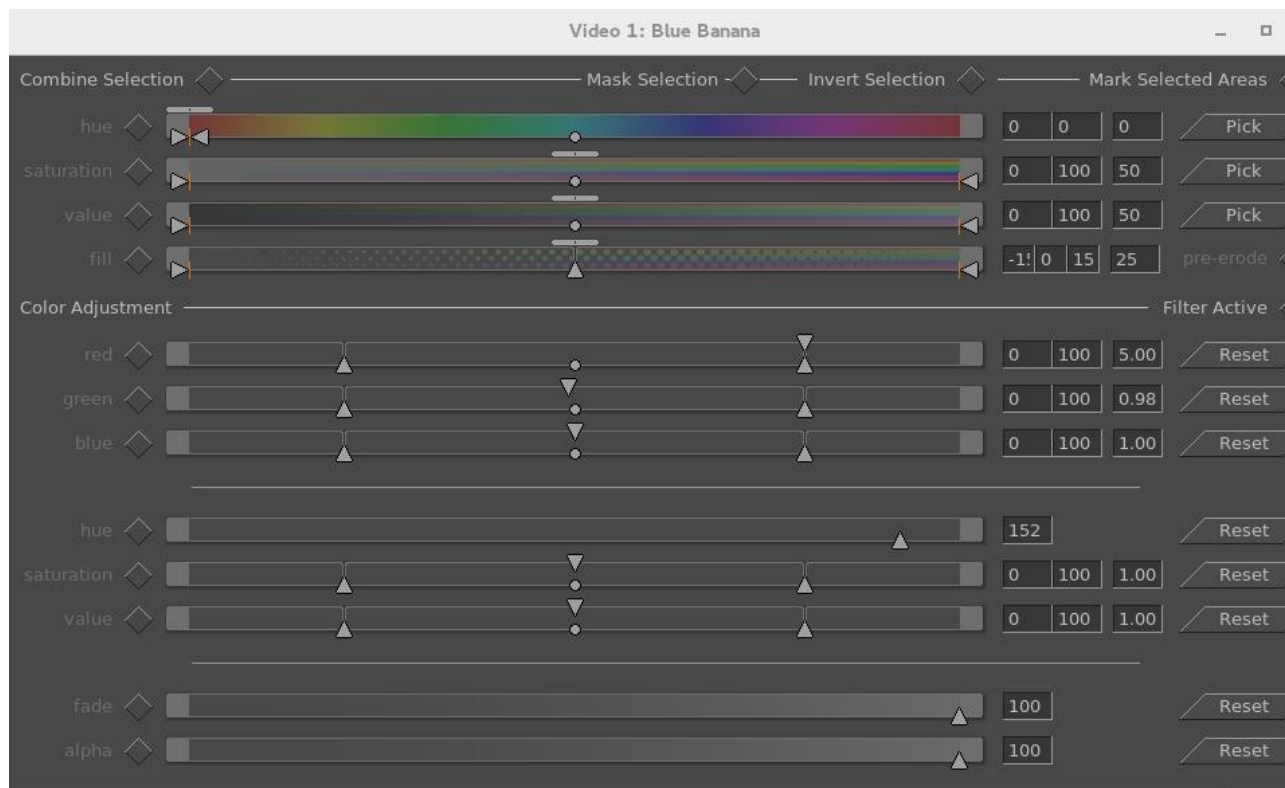 Video 1: Blue Banana
Combine Selection Mask Selection Invert Selection Mark Selected Areas
hue 0 0 0 Pick
saturation 0 100 50 Pick
value 0 100 50 Pick
fill 0 15 25 pre-erode
Color Adjustment Filter Active
red 0 100 5.00 Reset
green 0 100 0.98 Reset
blue 0 100 1.00 Reset
hue 152 Reset
saturation 0 100 1.00 Reset
value 0 100 1.00 Reset
fade 100 Reset
alpha 100 Reset